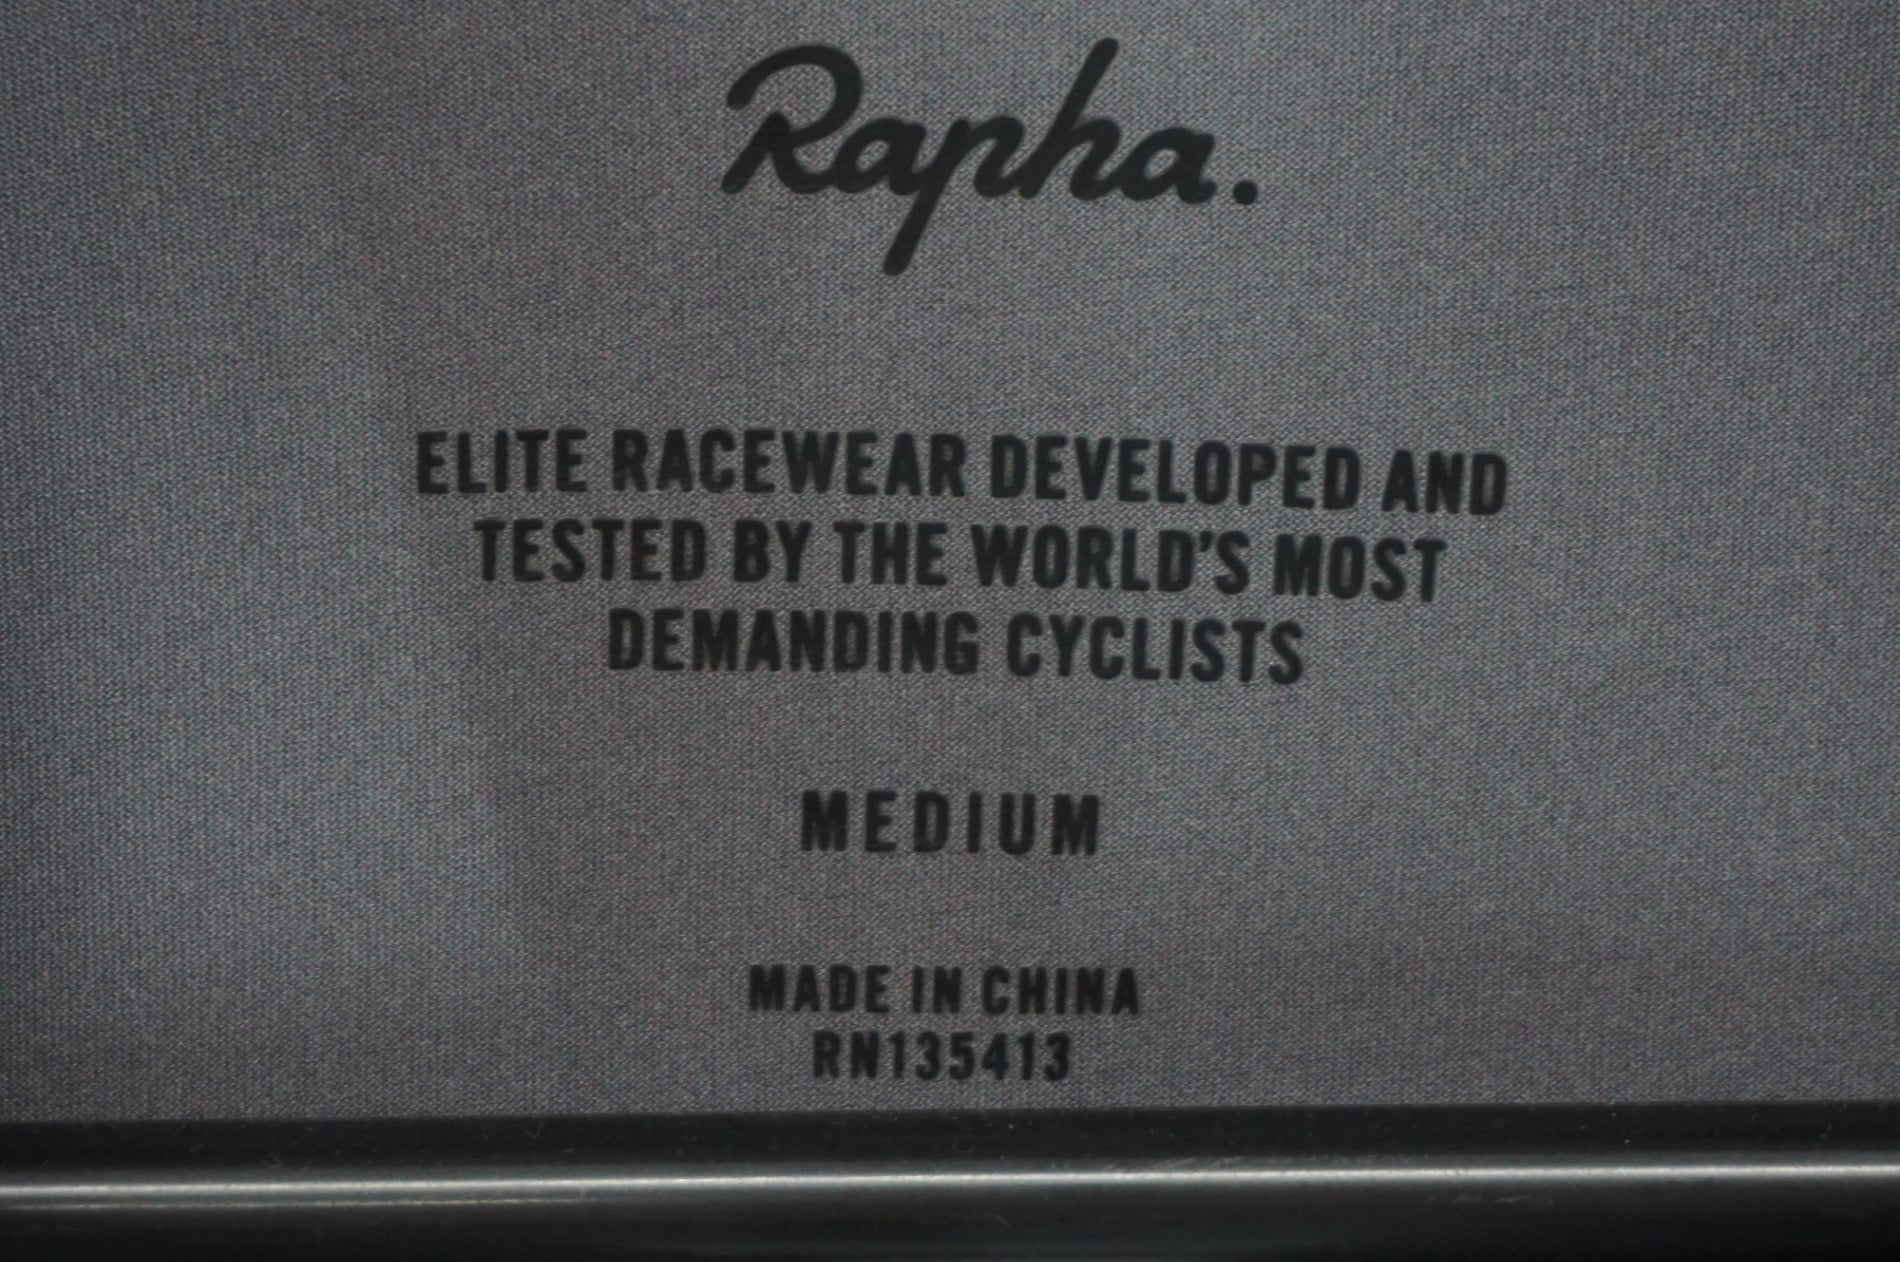 Rapha.
ELITE RACEWEAR DEVELOPED AND
TESTED BY THE WORLD'S MOST
DEMANDING CYCLISTS
MEDIUM
MADE IN CHINA
RN135413